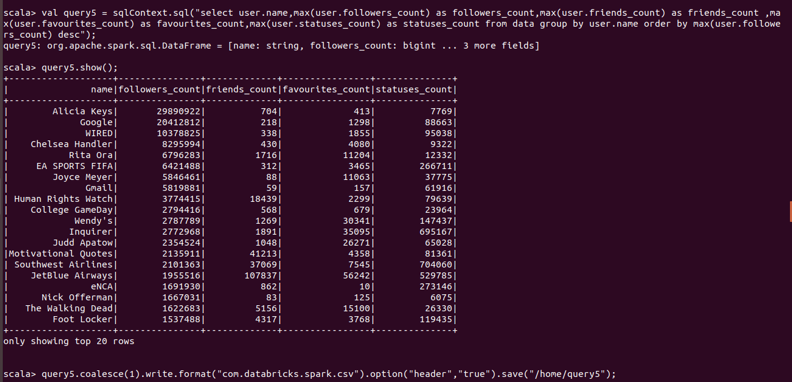 scala> val query5 = sqlContext.sql("select user.name,max(user.followers_count) as followers_count,max(user.friends_count) as friends_count ,ma
x(user.favourites_count) as favourites_count,max(user.statuses_count) as statuses_count from data group by user.name order by max(user.followe
rs_count) desc");
query5: org.apache.spark.sql.DataFrame = [name: string, followers_count: bigint ... 3 more fields]
scala> query5.show();
+-------------------+---------------+-------------+----------------+--------------+
|               name|followers_count|friends_count|favourites_count|statuses_count|
+-------------------+---------------+-------------+----------------+--------------+
|        Alicia Keys|       29890922|          704|             413|          7769|
|             Google|       20412812|          218|            1298|         88663|
|              WIRED|       10378825|          338|            1855|         95038|
|    Chelsea Handler|        8295994|          430|            4080|          9322|
|           Rita Ora|        6796283|         1716|           11204|         12332|
|     EA SPORTS FIFA|        6421488|          312|            3465|        266711|
|        Joyce Meyer|        5846461|           88|           11063|         37775|
|              Gmail|        5819881|           59|             157|         61916|
| Human Rights Watch|        3774415|        18439|            2299|         79639|
|    College GameDay|        2794416|          568|             679|         23964|
|            Wendy's|        2787789|         1269|           30341|        147437|
|           Inquirer|        2772968|         1891|           35095|        695167|
|        Judd Apatow|        2354524|         1048|           26271|         65028|
|Motivational Quotes|        2135911|        41213|            4358|         81361|
| Southwest Airlines|        2101363|        37069|            7545|        704060|
|    JetBlue Airways|        1955516|       107837|           56242|        529785|
|               eNCA|        1691930|          862|              10|        273146|
|      Nick Offerman|        1667031|           83|             125|          6075|
|   The Walking Dead|        1622683|         5156|           15100|         26330|
|        Foot Locker|        1537488|         4317|            3768|        119435|
+-------------------+---------------+-------------+----------------+--------------+
only showing top 20 rows
scala> query5.coalesce(1).write.format("com.databricks.spark.csv").option("header","true").save("/home/query5");